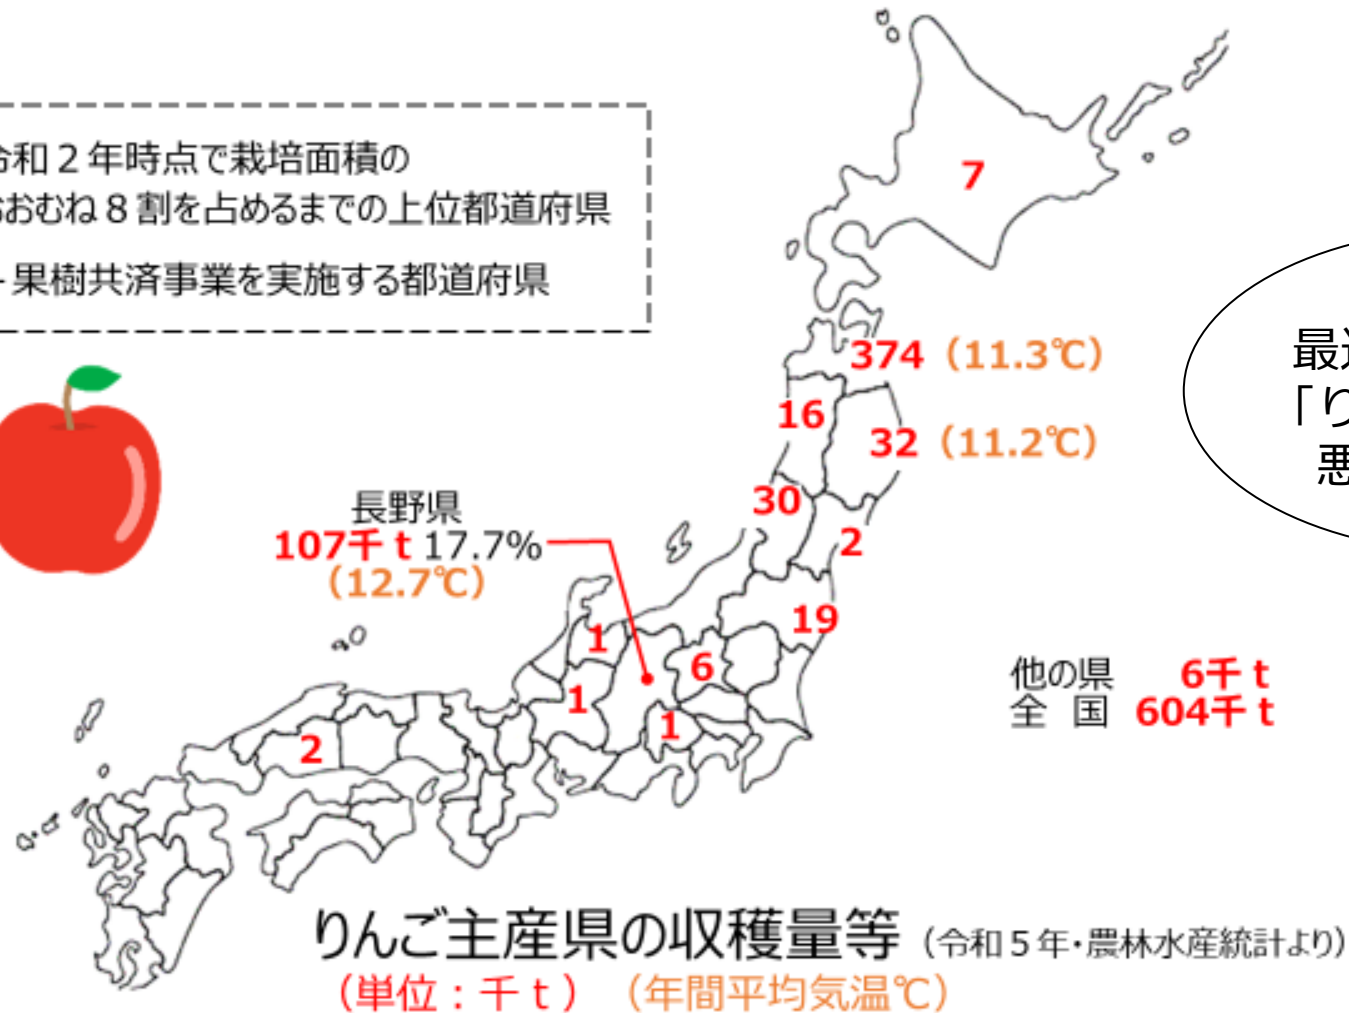 和２年時点で栽培面積の
おむね８割を占めるまでの上位都道府県
果樹共済事業を実施する都道府県
7
374 （11.3℃）
16
32 （11.2℃）
最
「り
30
2
長野県
107千ｔ 17.7%
（12.7℃）
19
1
6
1
1
2
他の県 6千ｔ
全 国 604千ｔ
りんご主産県の収穫量等 （令和５年・農林水産統計より）
（単位：千ｔ） （年間平均気温℃）